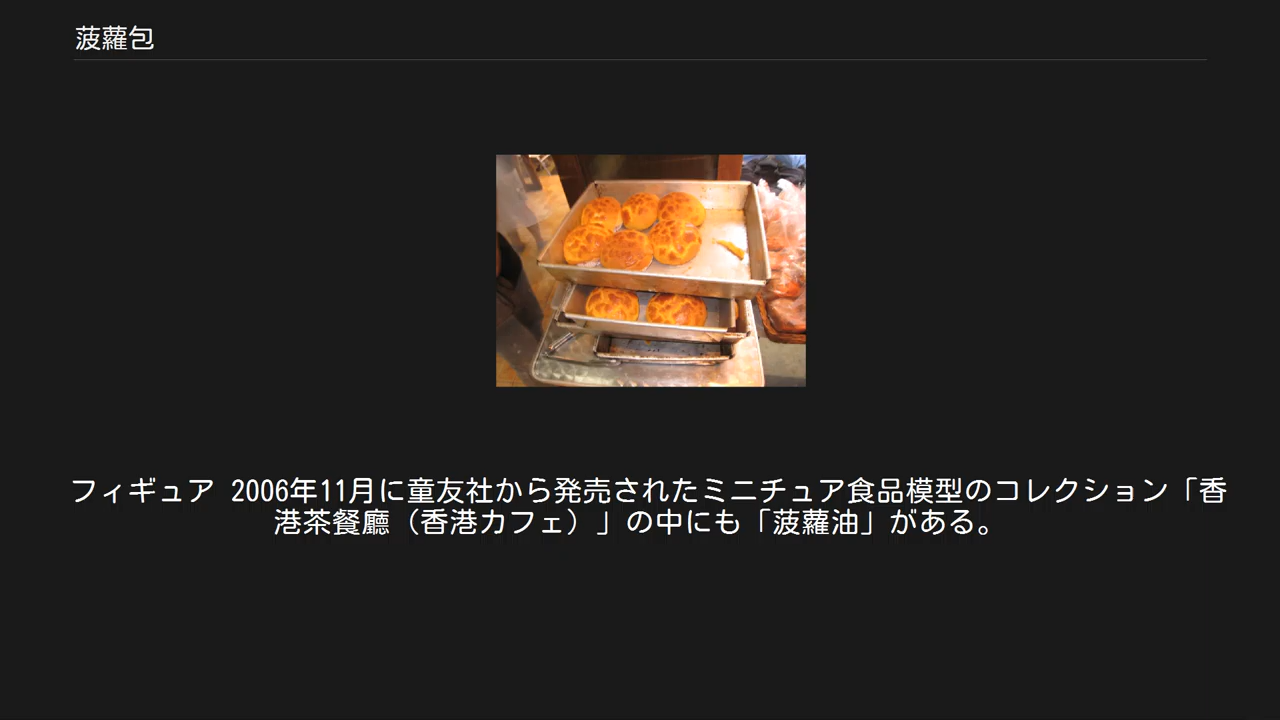 菠蘿包
フィギュア 2006年11月に童友社から発売されたミニチュア食品模型のコレクション「香
港茶餐廳（香港カフェ）」の中にも「菠蘿油」がある。